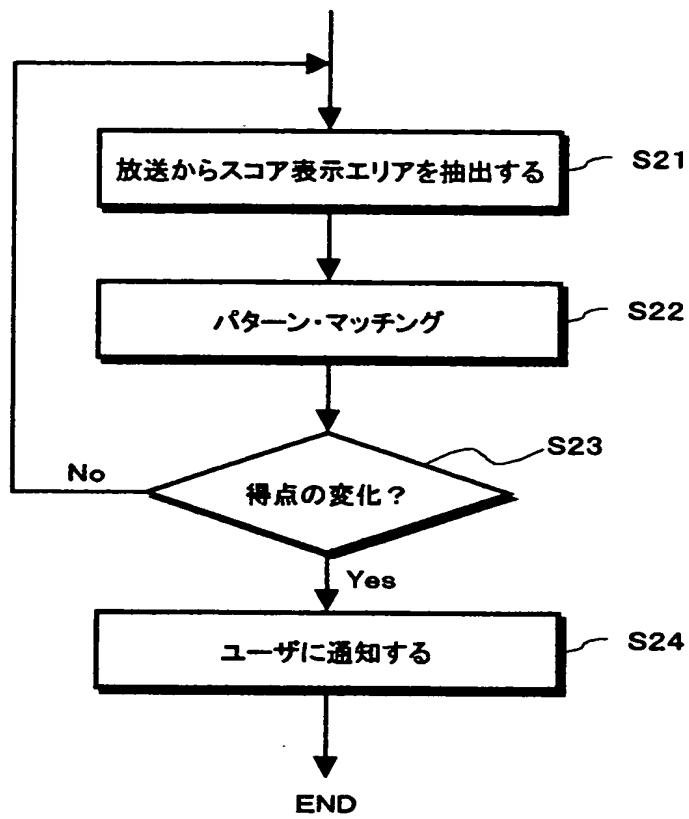 放送からスコア表示エリアを抽出する
S21
パターン・マッチング
S22
得点の変化?
S23
No
Yes
ユーザに通知する
S24
END